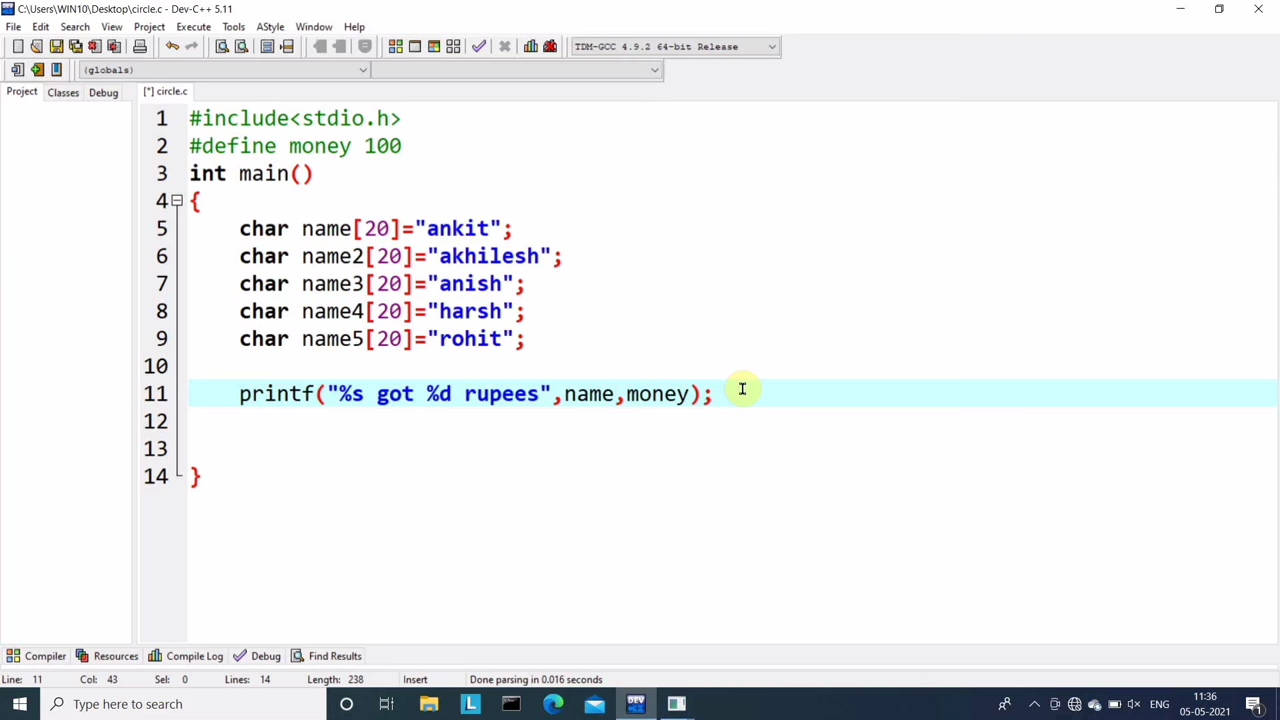 C:\Users\WIN10\Desktop\circle.c - Dev-C++ 5.11
File Edit Search View Project Execute Tools AStyle Window Help
TDM-GCC 4.9.2 64-bit Release
(globals)
Project Classes Debug [*] circle.c
1 #include<stdio.h>
2 #define money 100
3 int main()
4 {
5 char name[20]="ankit";
6 char name2[20]="akhilesh";
7 char name3[20]="anish";
8 char name4[20]="harsh";
9 char name5[20]="rohit";
10
11 printf("%s got %d rupees",name,money);
12
13
14 }
Compiler Resources Compile Log Debug Find Results
Line: 11 Col: 43 Sel: 0 Lines: 14 Length: 238 Insert Done parsing in 0.016 seconds
Type here to search
L
DEV
ENG
11:36
05-05-2021
1